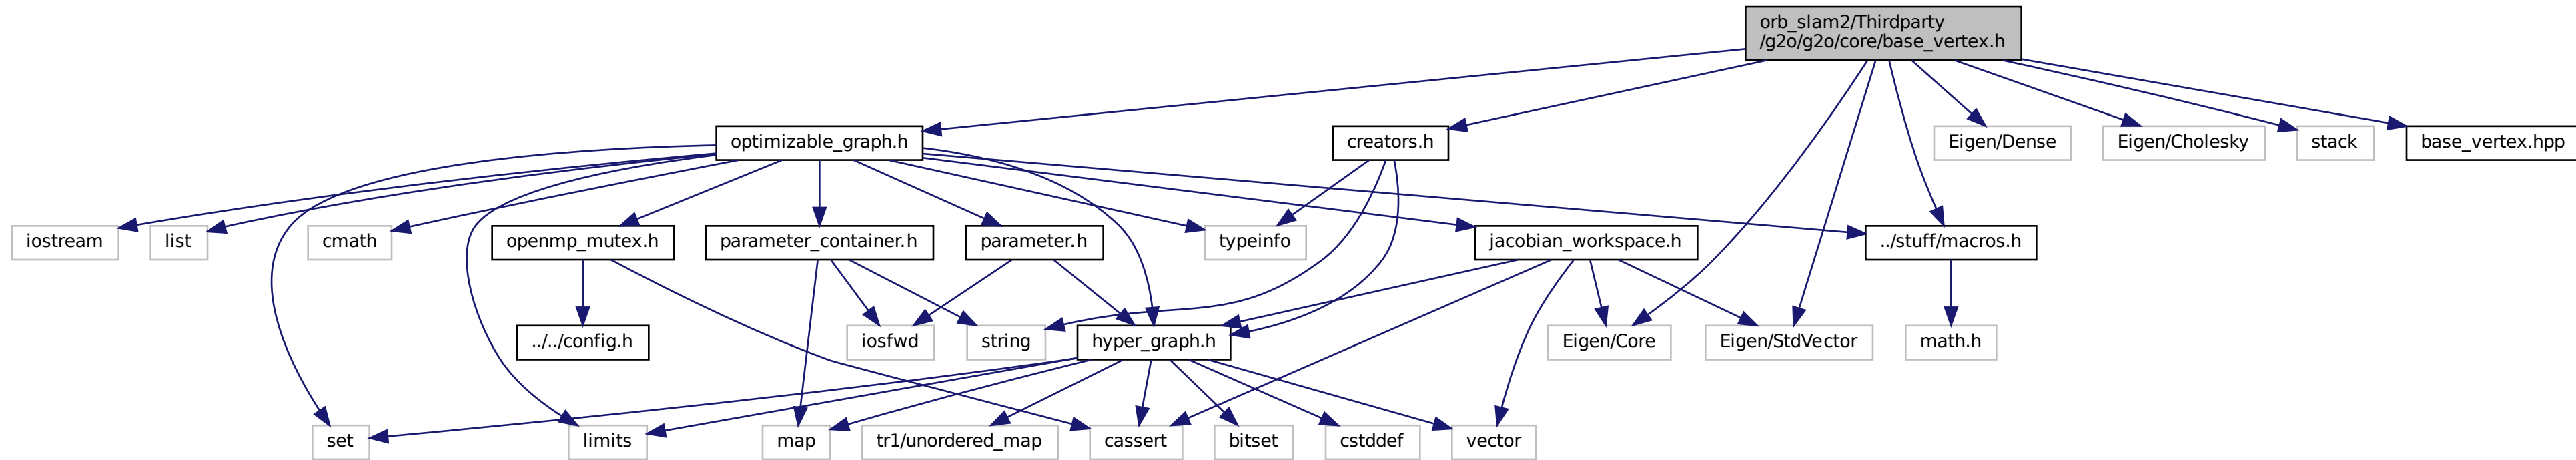 orb_slam2/Thirdparty
/g2o/g2o/core/base_vertex.h
optimizable_graph.h
creators.h
Eigen/Dense
Eigen/Cholesky
stack
base_vertex.hpp
iostream
list
cmath
openmp_mutex.h
parameter_container.h
parameter.h
typeinfo
jacobian_workspace.h
../stuff/macros.h
../../config.h
iosfwd
string
hyper_graph.h
Eigen/Core
Eigen/StdVector
math.h
set
limits
map
tr1/unordered_map
cassert
bitset
cstddef
vector